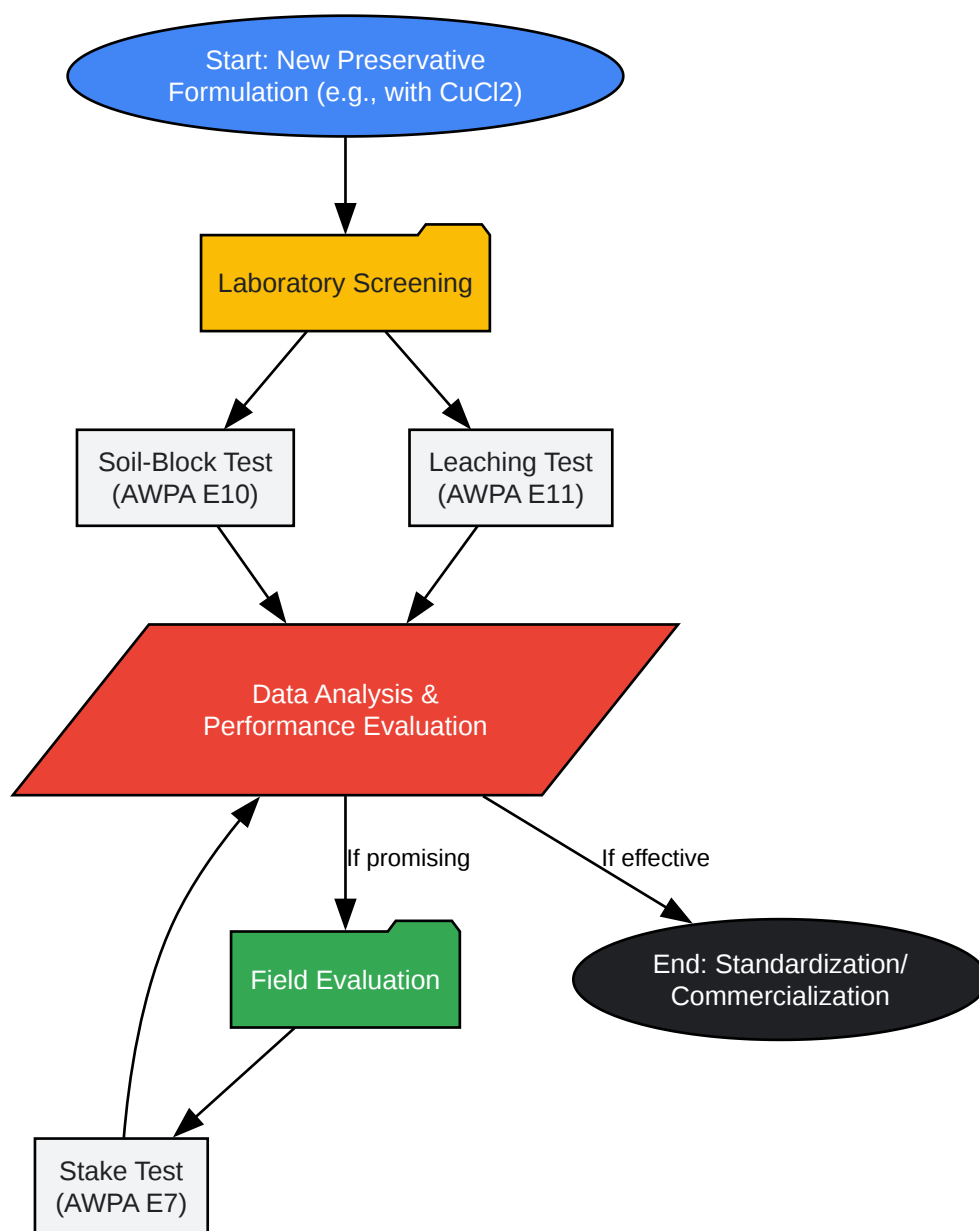 Start: New Preservative
Formulation (e.g., with CuCl2)
Laboratory Screening
Soil-Block Test
(AWPA E10)
Leaching Test
(AWPA E11)
Data Analysis &
Performance Evaluation
If promising
If effective
Field Evaluation
End: Standardization/
Commercialization
Stake Test
(AWPA E7)